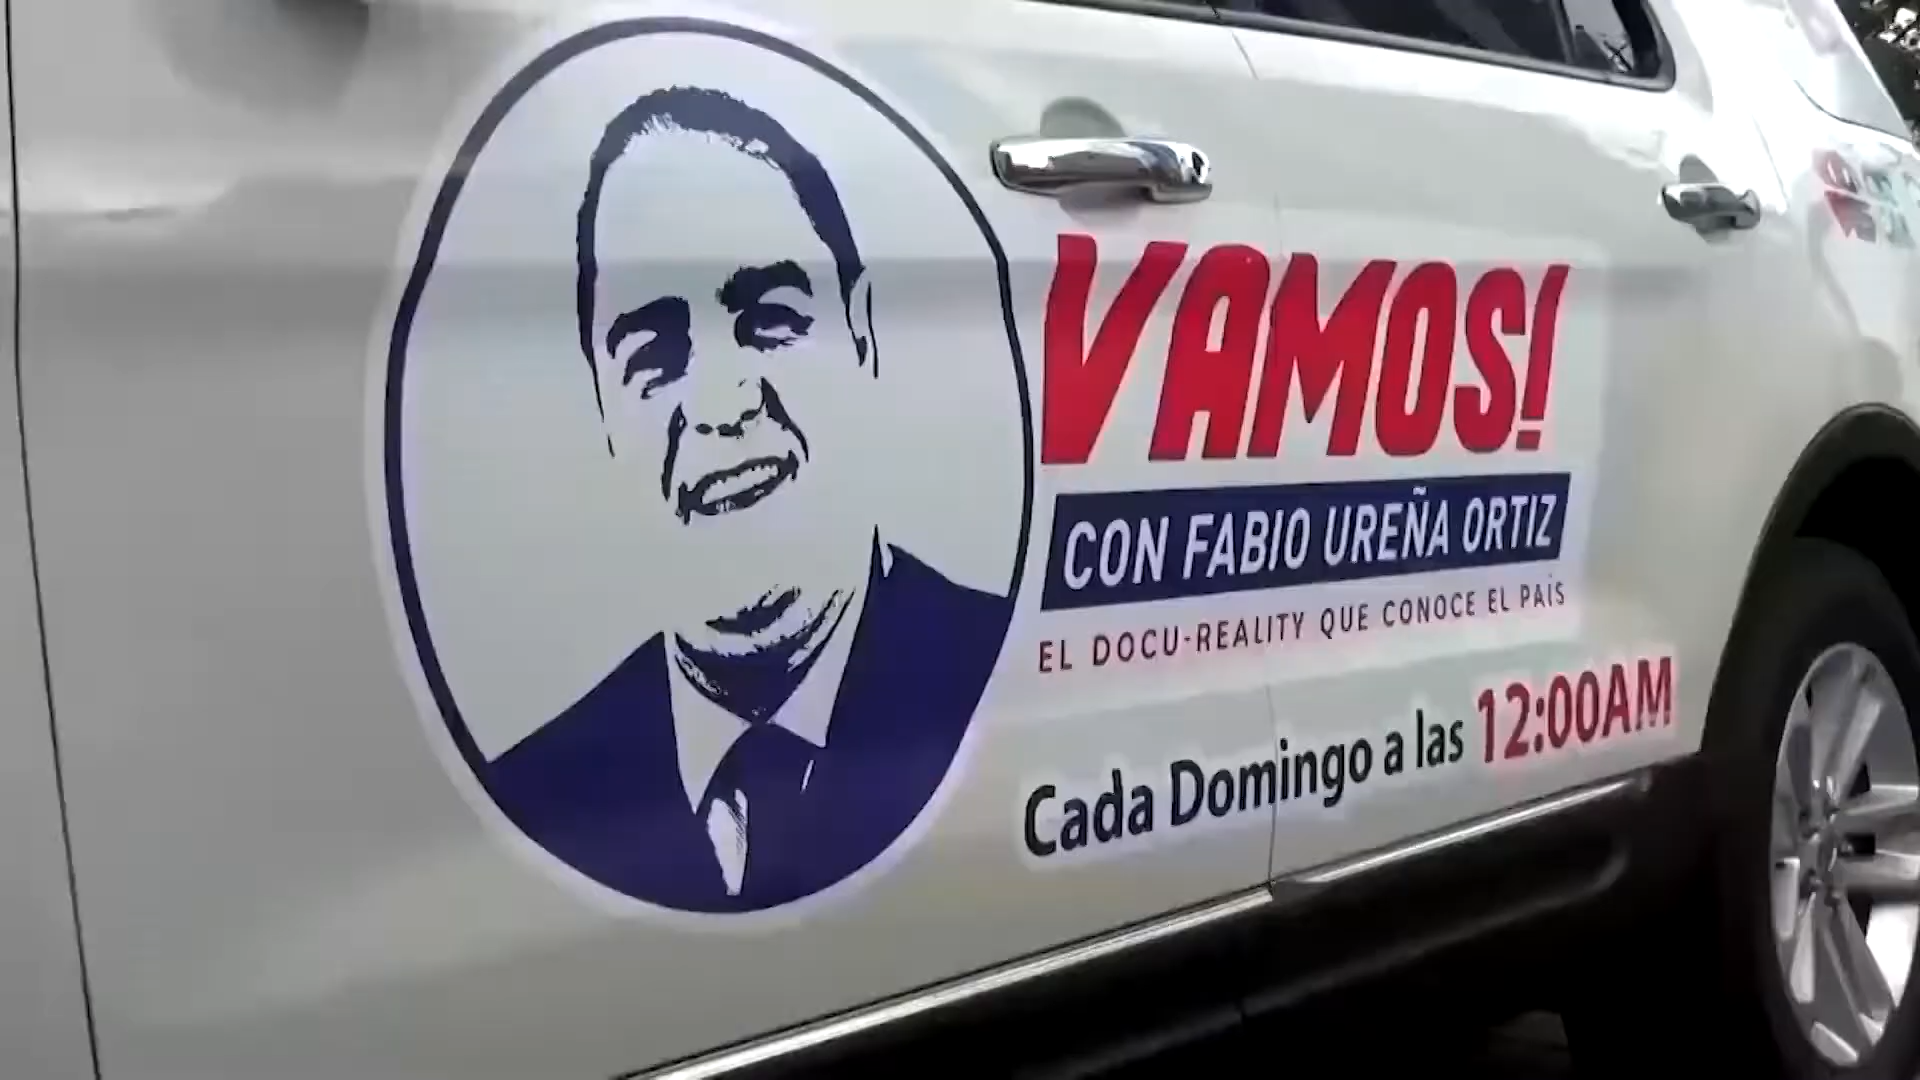 VAMOS!
CON FABIO UREÑA ORTIZ
EL DOCU-REALITY QUE CONOCE EL PAÍS
Cada Domingo a las 12:00AM